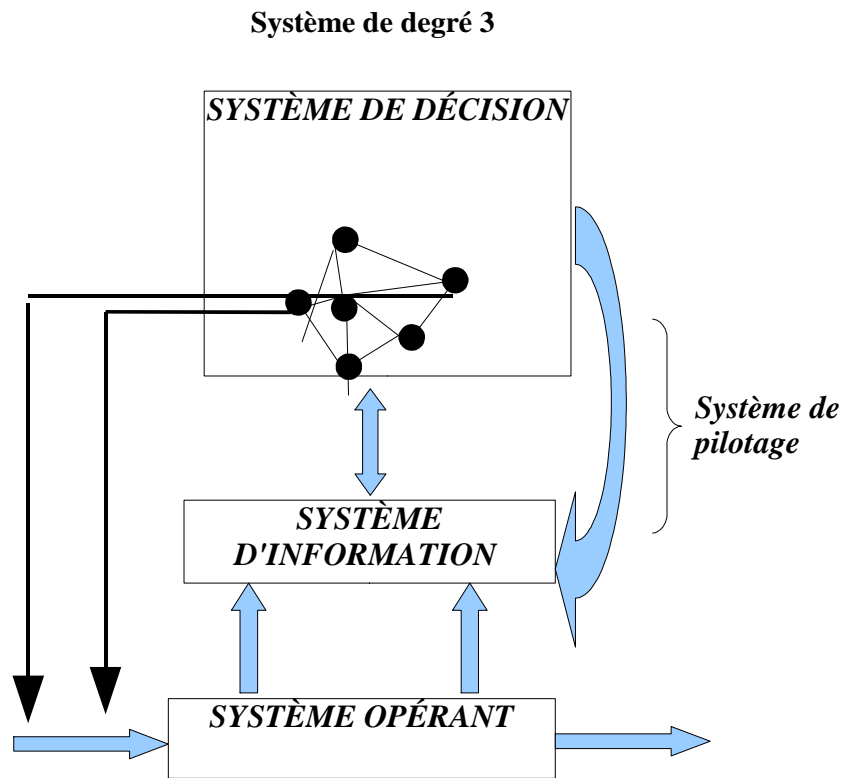 Système de degré 3
SYSTÈME DE DÉCISION
Système de
pilotage
SYSTÈME
D'INFORMATION
SYSTÈME OPÉRANT